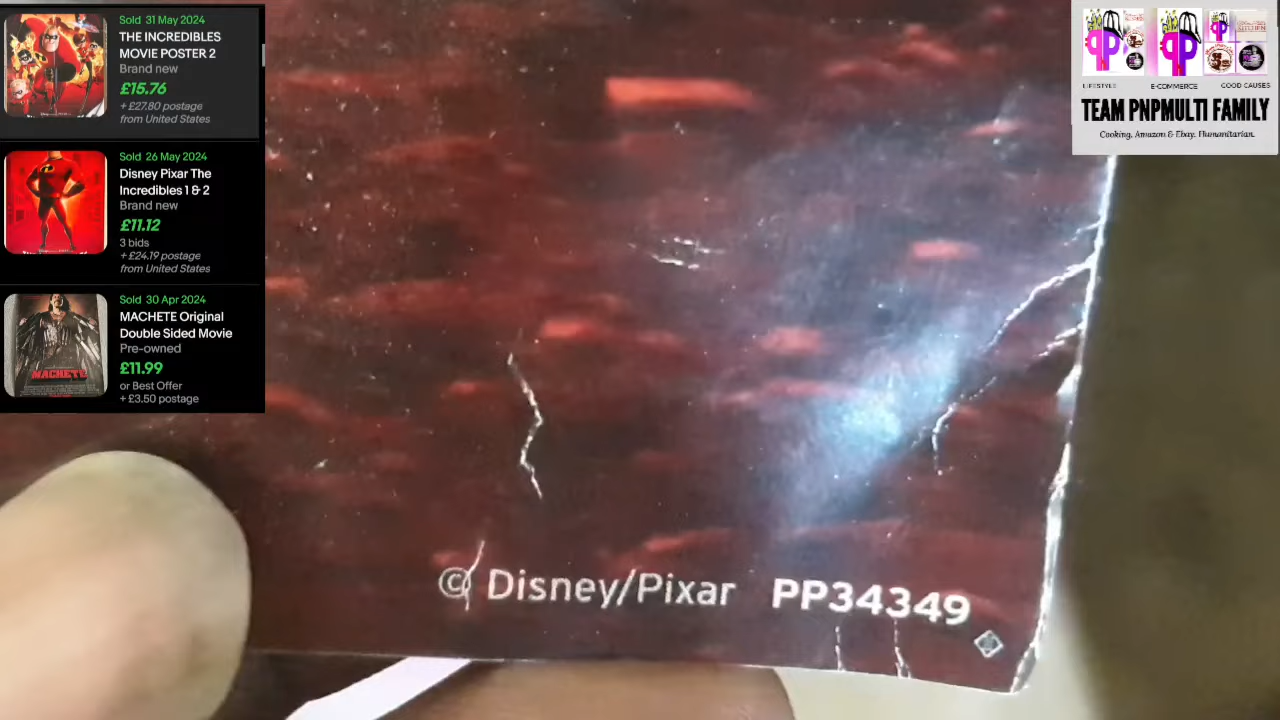 Sold 31 May 2024
THE INCREDIBLES
MOVIE POSTER 2
Brand new
£15.76
+ £27.80 postage
from United States
Sold 26 May 2024
Disney Pixar The
Incredibles 1 & 2
Brand new
£11.12
3 bids
+ £24.19 postage
from United States
MACHETE
Sold 30 Apr 2024
MACHETE Original
Double Sided Movie
Pre-owned
£11.99
or Best Offer
+ £3.50 postage
LIFESTYLE
E-COMMERCE
GOOD CAUSES
TEAM PNPMULTI FAMILY
Cooking. Amazon & Ebay. Humanitarian.
© Disney/Pixar PP34349